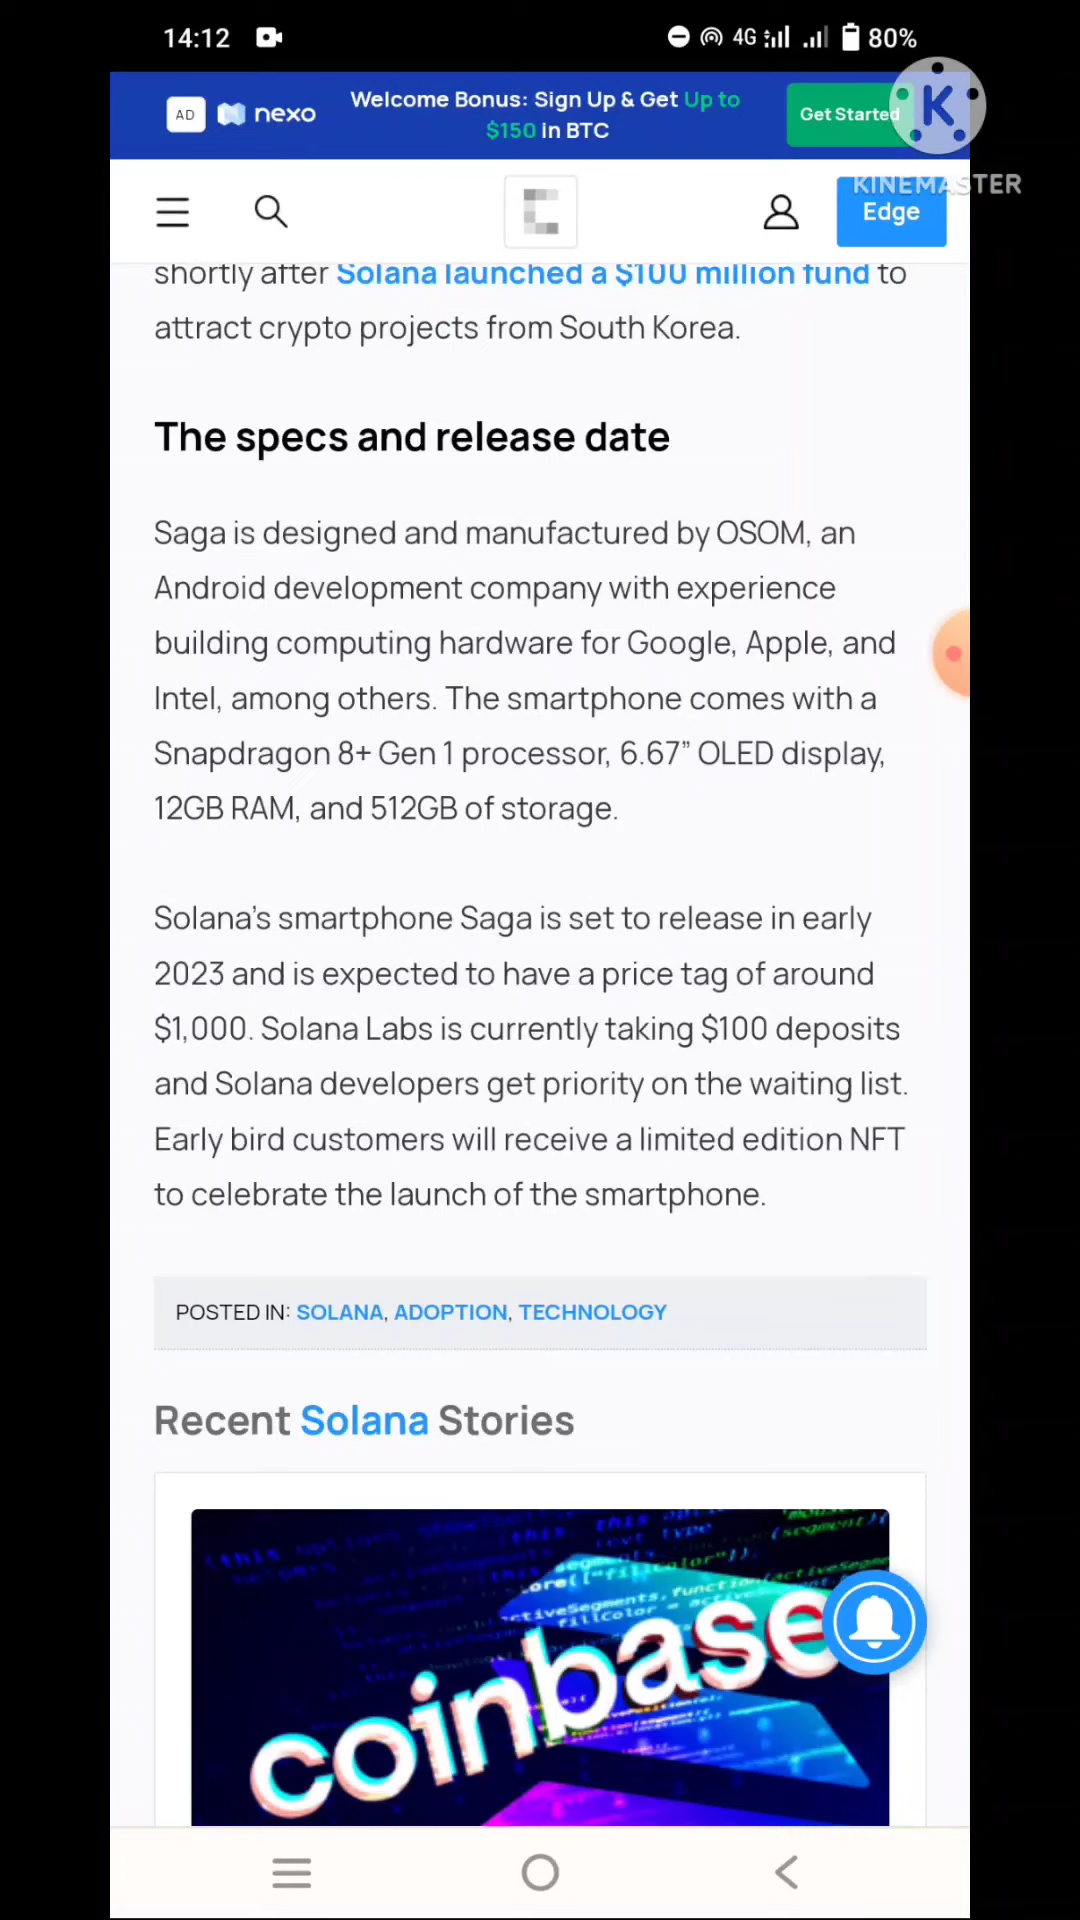 14:12 4G 80%
AD nexo Welcome Bonus: Sign Up & Get Up to
$150 in BTC
Get Started
K
KINEMASTER
Edge
shortly after Solana launched a $100 million fund to
attract crypto projects from South Korea.
The specs and release date
Saga is designed and manufactured by OSOM, an
Android development company with experience
building computing hardware for Google, Apple, and
Intel, among others. The smartphone comes with a
Snapdragon 8+ Gen 1 processor, 6.67” OLED display,
12GB RAM, and 512GB of storage.
Solana’s smartphone Saga is set to release in early
2023 and is expected to have a price tag of around
$1,000. Solana Labs is currently taking $100 deposits
and Solana developers get priority on the waiting list.
Early bird customers will receive a limited edition NFT
to celebrate the launch of the smartphone.
POSTED IN: SOLANA, ADOPTION, TECHNOLOGY
Recent Solana Stories
coinbase